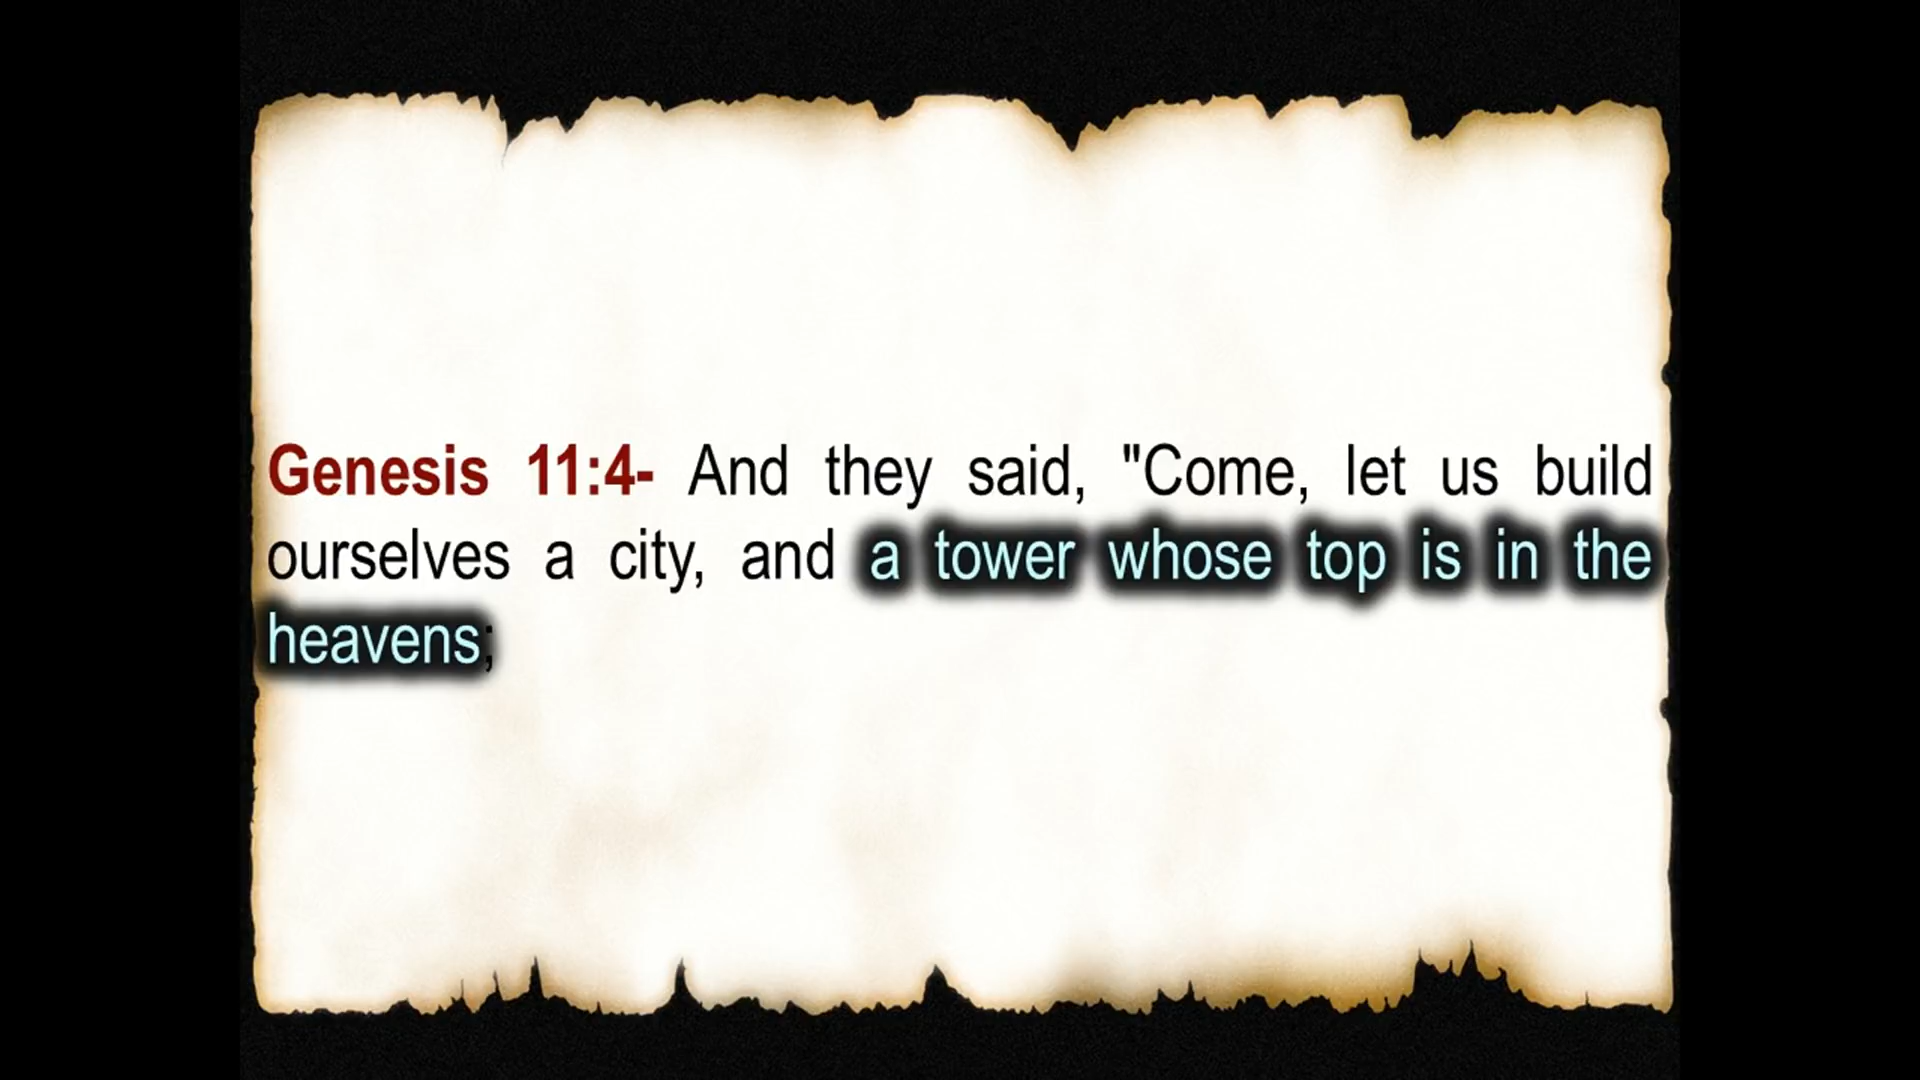 Genesis 11:4- And they said, "Come, let us build
ourselves a city, and a tower whose top is in the
heavens;